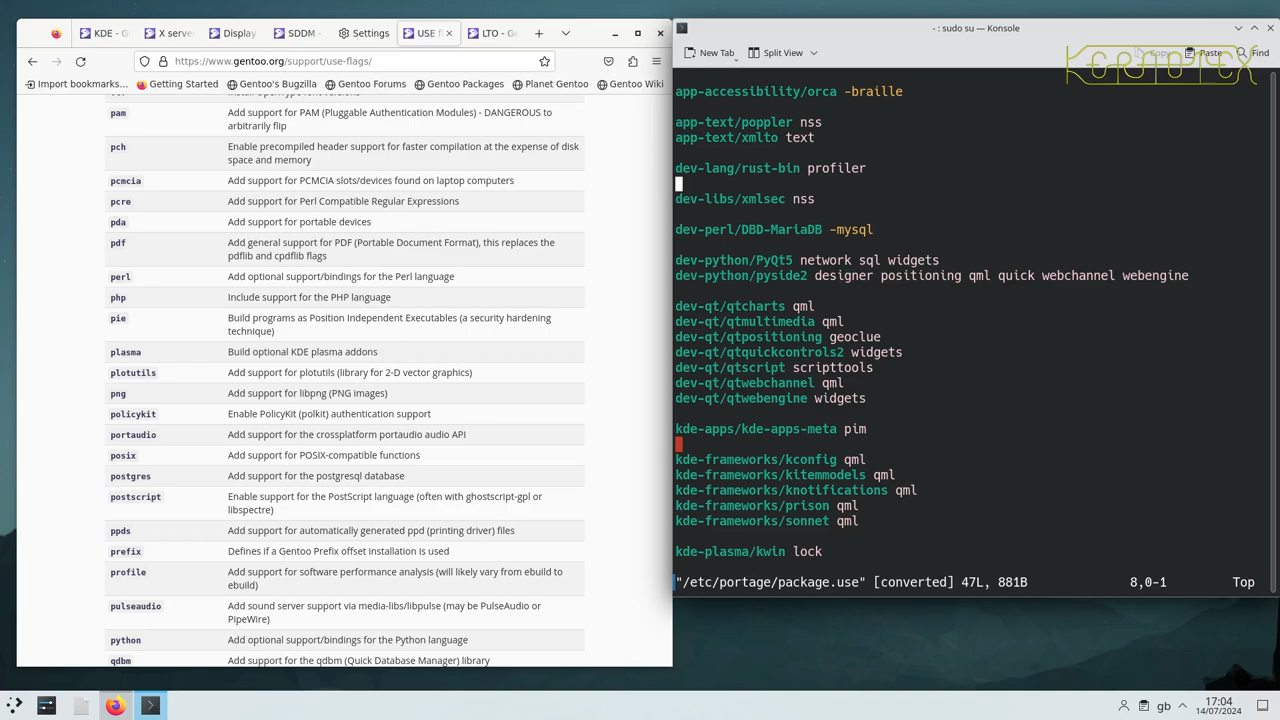 KDE - G
X serve
Display
SDDM -
Settings
USE f
LTO - G
https://www.gentoo.org/support/use-flags/
Import bookmarks...
Getting Started
Gentoo's Bugzilla
Gentoo Forums
Gentoo Packages
Planet Gentoo
Gentoo Wiki
pam Add support for PAM (Pluggable Authentication Modules) - DANGEROUS to
arbitrarily flip
pch Enable precompiled header support for faster compilation at the expense of disk
space and memory
pcmcia Add support for PCMCIA slots/devices found on laptop computers
pcre Add support for Perl Compatible Regular Expressions
pda Add support for portable devices
pdf Add general support for PDF (Portable Document Format), this replaces the
pdflib and cpdflib flags
perl Add optional support/bindings for the Perl language
php Include support for the PHP language
pie Build programs as Position Independent Executables (a security hardening
technique)
plasma Build optional KDE plasma addons
plotutils Add support for plotutils (library for 2-D vector graphics)
png Add support for libpng (PNG images)
policykit Enable PolicyKit (polkit) authentication support
portaudio Add support for the crossplatform portaudio audio API
posix Add support for POSIX-compatible functions
postgres Add support for the postgresql database
postscript Enable support for the PostScript language (often with ghostscript-gpl or
libspectre)
ppds Add support for automatically generated ppd (printing driver) files
prefix Defines if a Gentoo Prefix offset installation is used
profile Add support for software performance analysis (will likely vary from ebuild to
ebuild)
pulseaudio Add sound server support via media-libs/libpulse (may be PulseAudio or
PipeWire)
python Add optional support/bindings for the Python language
qdbm Add support for the qdbm (Quick Database Manager) library
- : sudo su — Konsole
New Tab
Split View
Copy
Paste
Find
app-accessibility/orca -braille
app-text/poppler nss
app-text/xmlto text
dev-lang/rust-bin profiler
dev-libs/xmlsec nss
dev-perl/DBD-MariaDB -mysql
dev-python/PyQt5 network sql widgets
dev-python/pyside2 designer positioning qml quick webchannel webengine
dev-qt/qtcharts qml
dev-qt/qtmultimedia qml
dev-qt/qtpositioning geoclue
dev-qt/qtquickcontrols2 widgets
dev-qt/qtscript scripttools
dev-qt/qtwebchannel qml
dev-qt/qtwebengine widgets
kde-apps/kde-apps-meta pim
kde-frameworks/kconfig qml
kde-frameworks/kitemmodels qml
kde-frameworks/knotifications qml
kde-frameworks/prison qml
kde-frameworks/sonnet qml
kde-plasma/kwin lock
"/etc/portage/package.use" [converted] 47L, 881B 8,0-1 Top
gb
17:04
14/07/2024